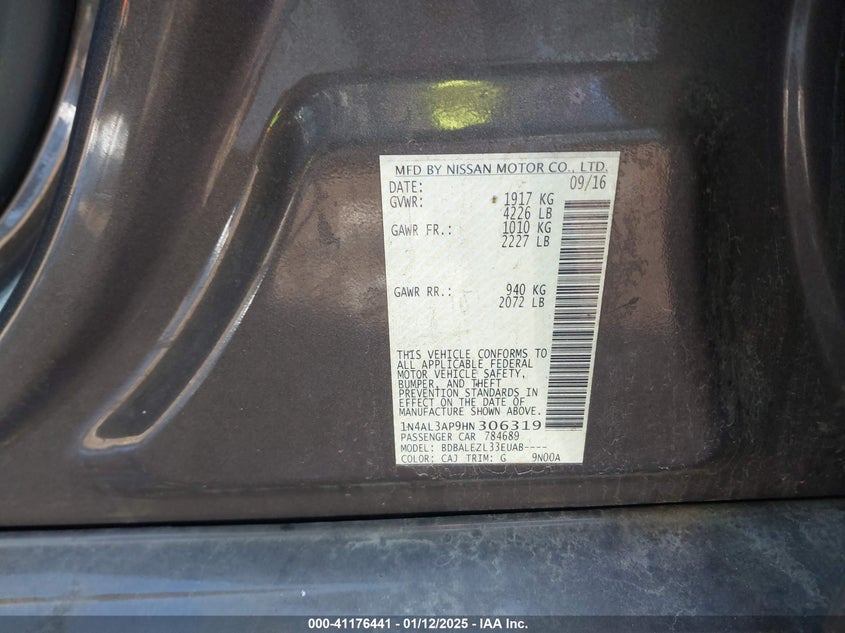 MFD BY NISSAN MOTOR CO., LTD.
DATE: 09/16
GVWR: 1917 KG
4226 LB
GAWR FR.: 1010 KG
2227 LB
GAWR RR.: 940 KG
2072 LB
THIS VEHICLE CONFORMS TO
ALL APPLICABLE FEDERAL
MOTOR VEHICLE SAFETY,
BUMPER, AND THEFT
PREVENTION STANDARDS IN
EFFECT ON THE DATE OF
MANUFACTURE SHOWN ABOVE.
1N4AL3AP9HN306319
PASSENGER CAR 784689
MODEL: BDBALEZL33EUAB----
COLOR: CAJ TRIM: G 9N00A
000-41176441 - 01/12/2025 - IAA Inc.